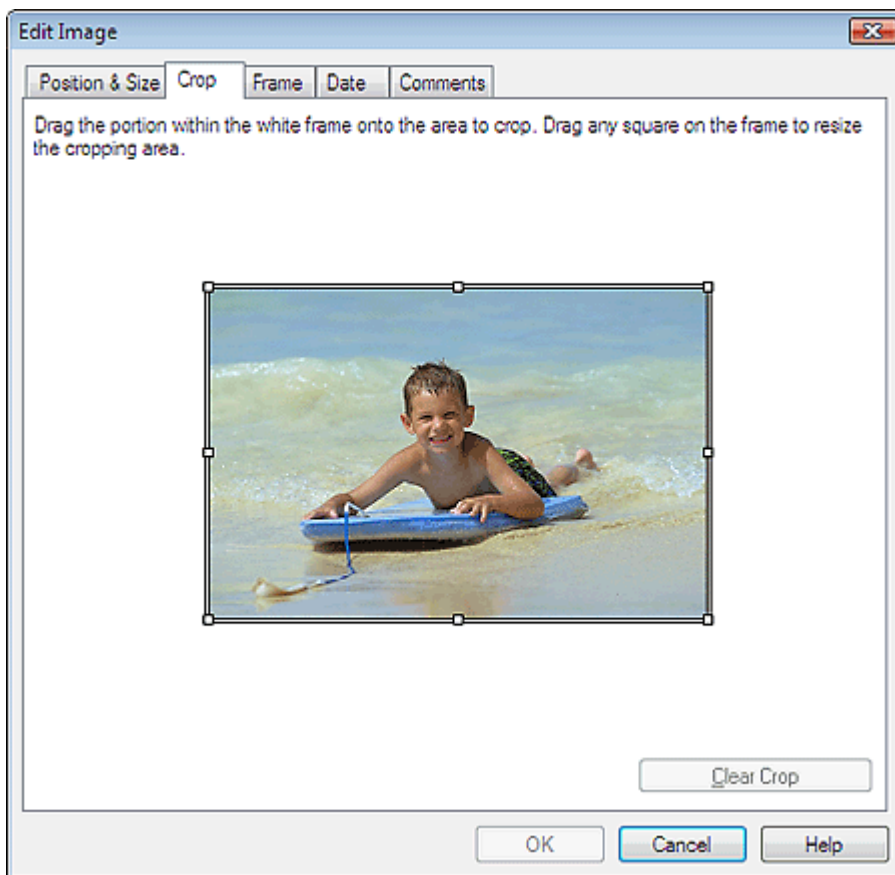 Edit Image
Position & Size
Crop
Frame
Date
Comments
Drag the portion within the white frame onto the area to crop. Drag any square on the frame to resize
the cropping area.
Clear Crop
OK
Cancel
Help